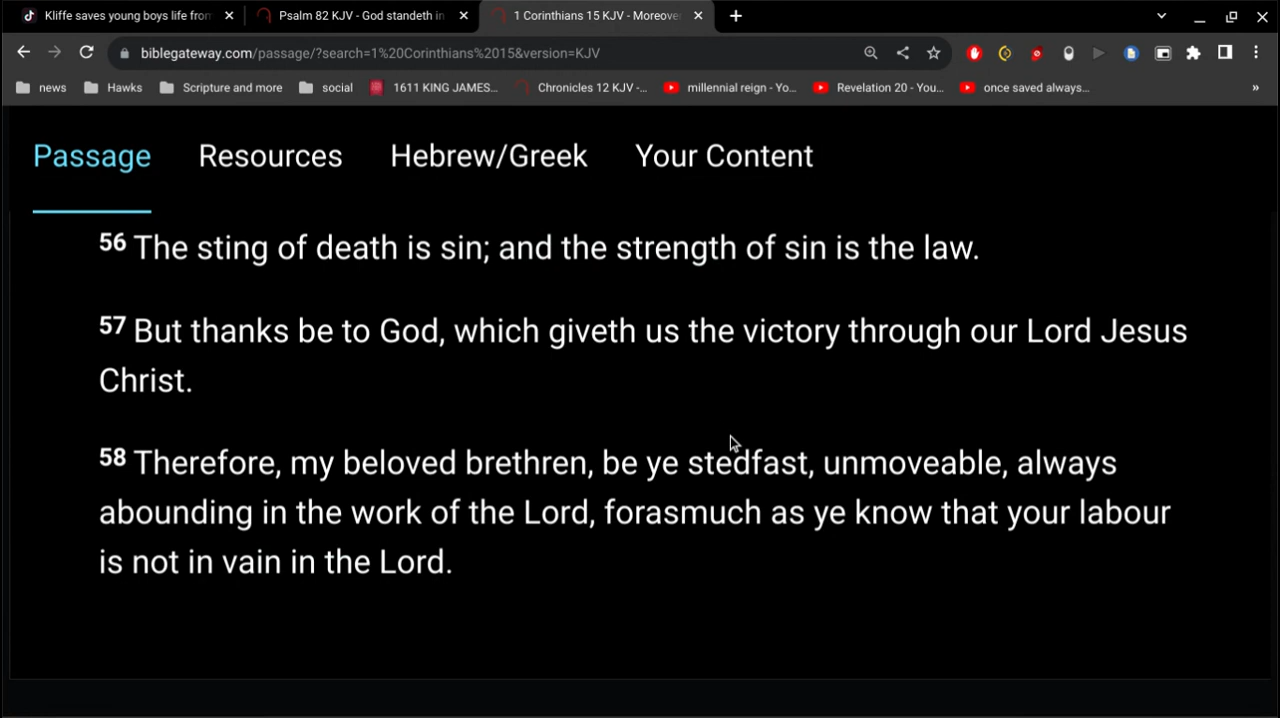 Kliffe saves young boys life from
Psalm 82 KJV - God standeth in
1 Corinthians 15 KJV - Moreove
biblegateway.com/passage/?search=1%20Corinthians%2015&version=KJV
news Hawks Scripture and more social 1611 KING JAMES... Chronicles 12 KJV -... millennial reign - Yo... Revelation 20 - You... once saved always... »
Passage Resources Hebrew/Greek Your Content
56 The sting of death is sin; and the strength of sin is the law.
57 But thanks be to God, which giveth us the victory through our Lord Jesus
Christ.
58 Therefore, my beloved brethren, be ye stedfast, unmoveable, always
abounding in the work of the Lord, forasmuch as ye know that your labour
is not in vain in the Lord.